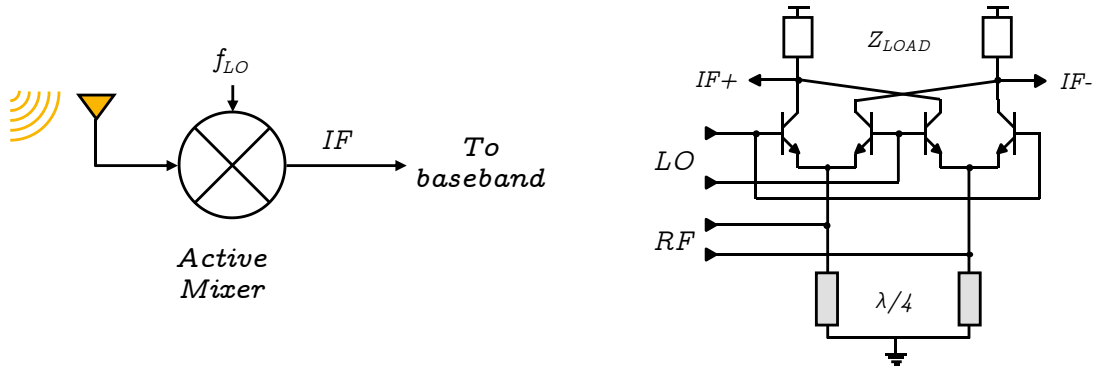 f_LO
IF
To
baseband
Active
Mixer
Z_LOAD
IF+
IF-
LO
RF
λ/4